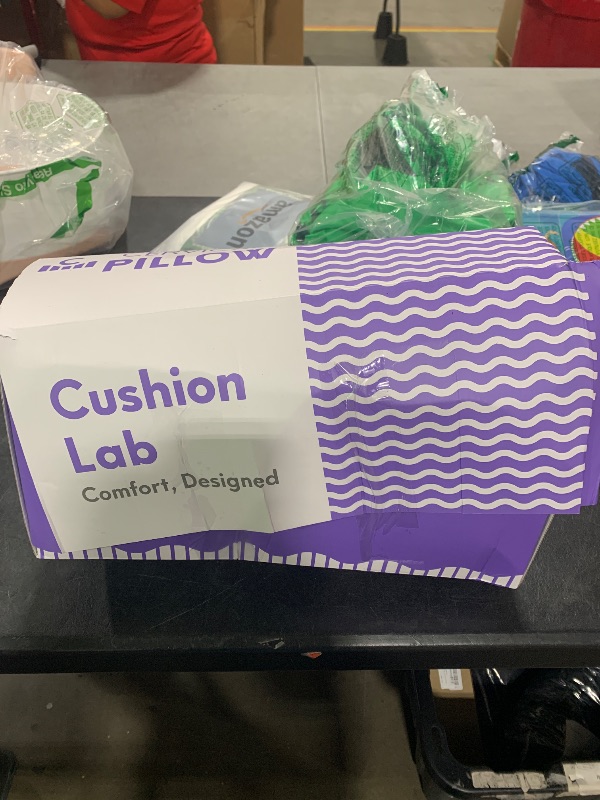 amazon
PILLOW
Cushion
Lab
Comfort, Designed